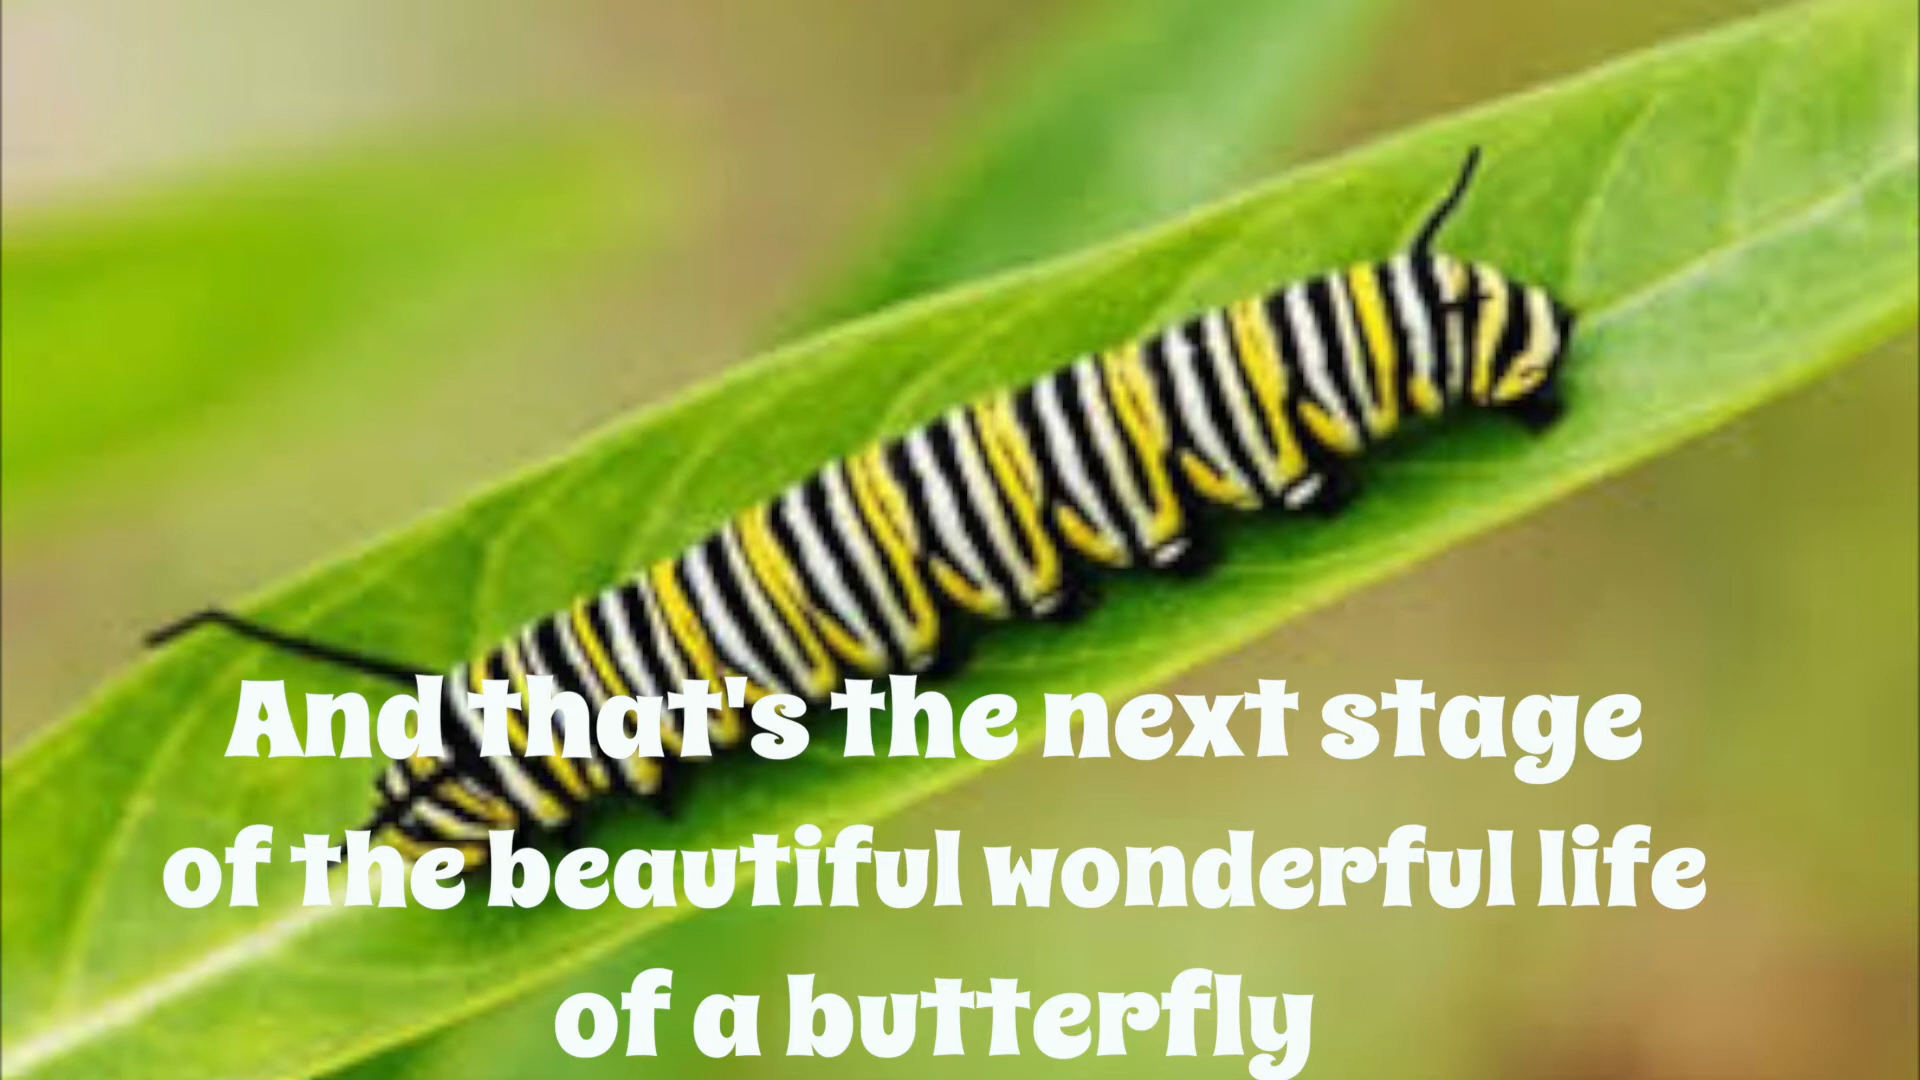 And that's the next stage
of the beautiful wonderful life
of a butterfly